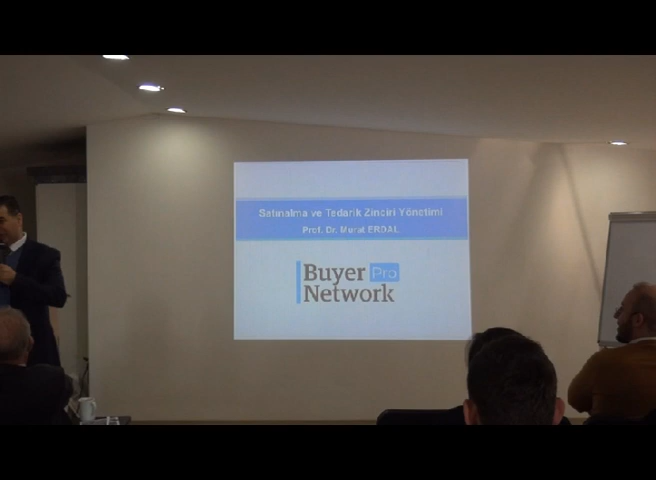 Satınalma ve Tedarik Zinciri Yönetimi
Prof. Dr. Murat ERDAL
Buyer Pro
Network